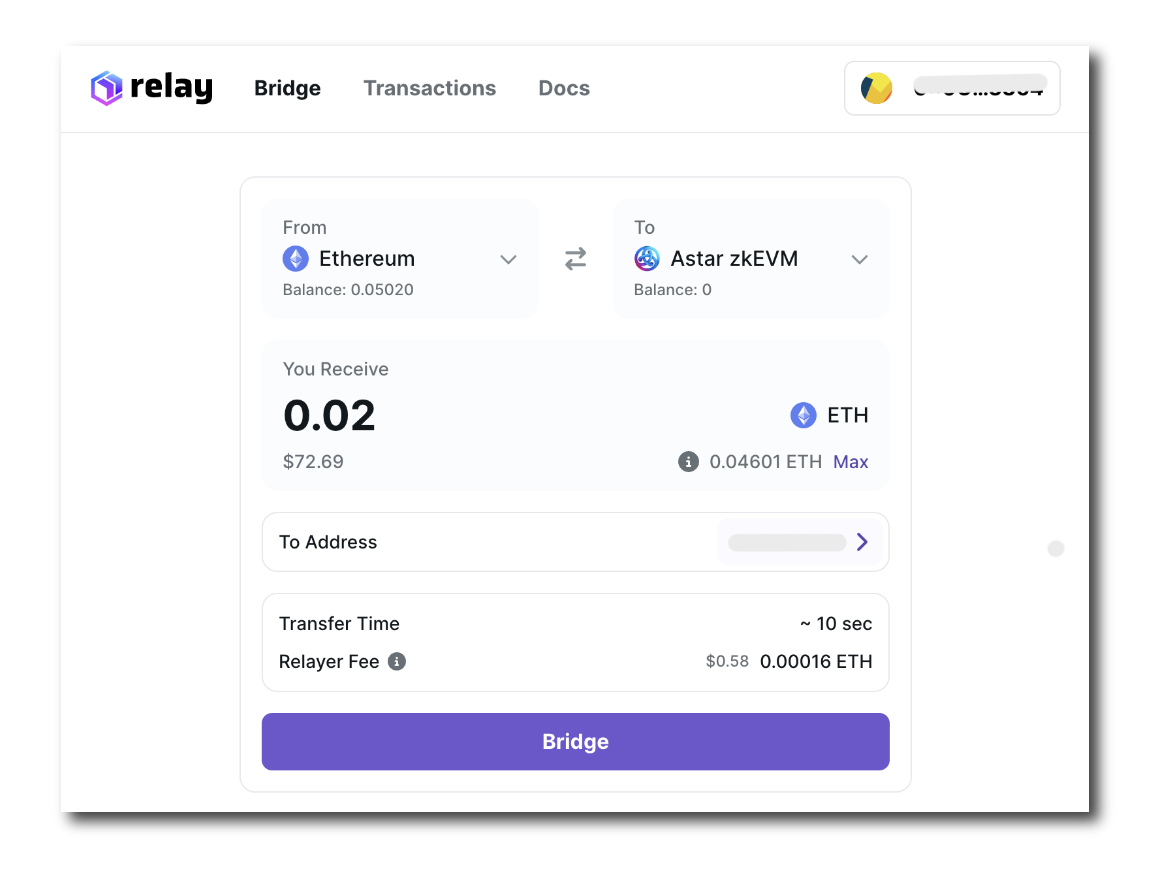 relay Bridge Transactions Docs
From
Ethereum
Balance: 0.05020
To
Astar zkEVM
Balance: 0
You Receive
0.02
ETH
$72.69
0.04601 ETH Max
To Address
Transfer Time ~ 10 sec
Relayer Fee $0.58 0.00016 ETH
Bridge